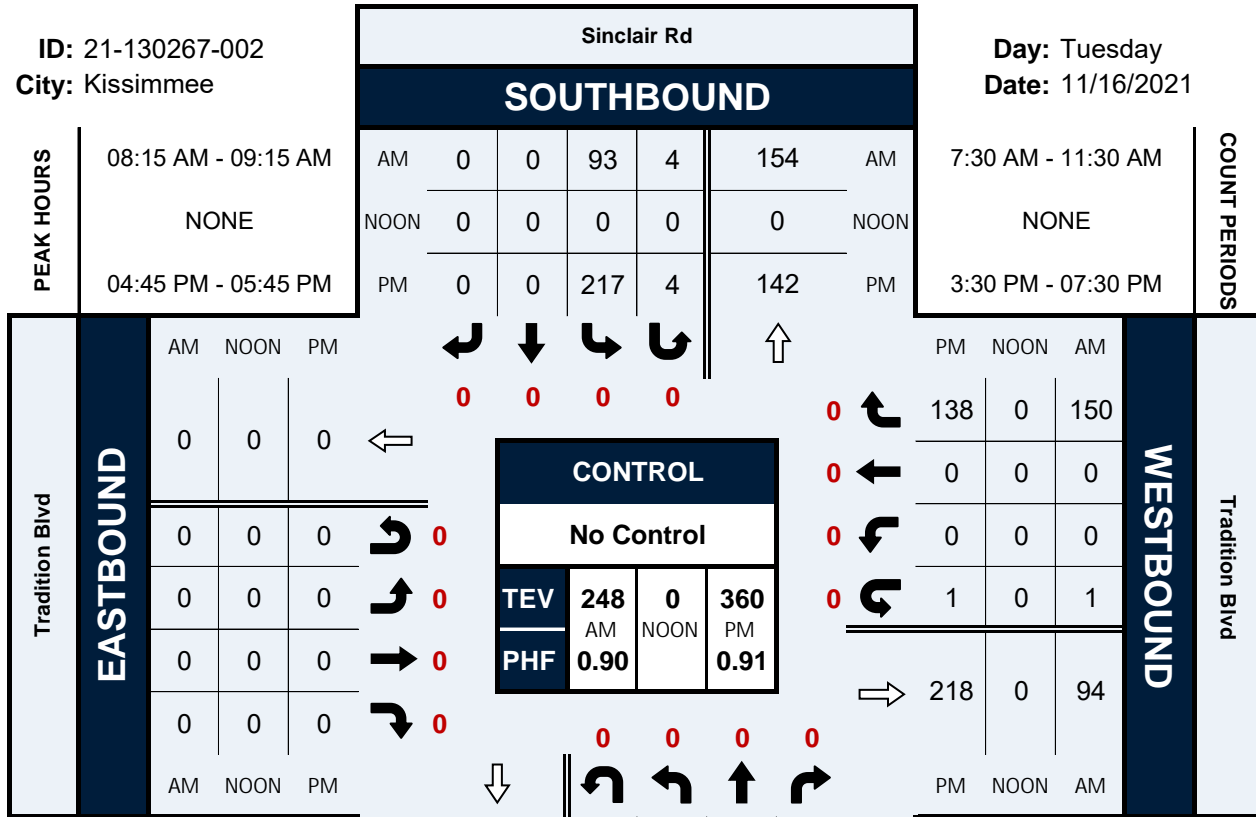 ID: 21-130267-002
City: Kissimmee
Sinclair Rd
SOUTHBOUND
Day: Tuesday
Date: 11/16/2021
PEAK HOURS
08:15 AM - 09:15 AM
NONE
04:45 PM - 05:45 PM
AM 0 0 93 4 154 AM
NOON 0 0 0 0 0 NOON
PM 0 0 217 4 142 PM
7:30 AM - 11:30 AM
NONE
3:30 PM - 07:30 PM
COUNT PERIODS
Tradition Blvd
EASTBOUND
AM NOON PM
0 0 0
0 0 0 0
0 0 0 0
0 0 0 0
0 0 0 0
AM NOON PM
0 0 0 0
CONTROL
No Control
TEV 248 0 360
AM NOON PM
PHF 0.90 0.91
PM NOON AM
0 138 0 150
0 0 0 0
0 0 0 0
0 1 0 1
218 0 94
PM NOON AM
WESTBOUND
Tradition Blvd
0 0 0 0